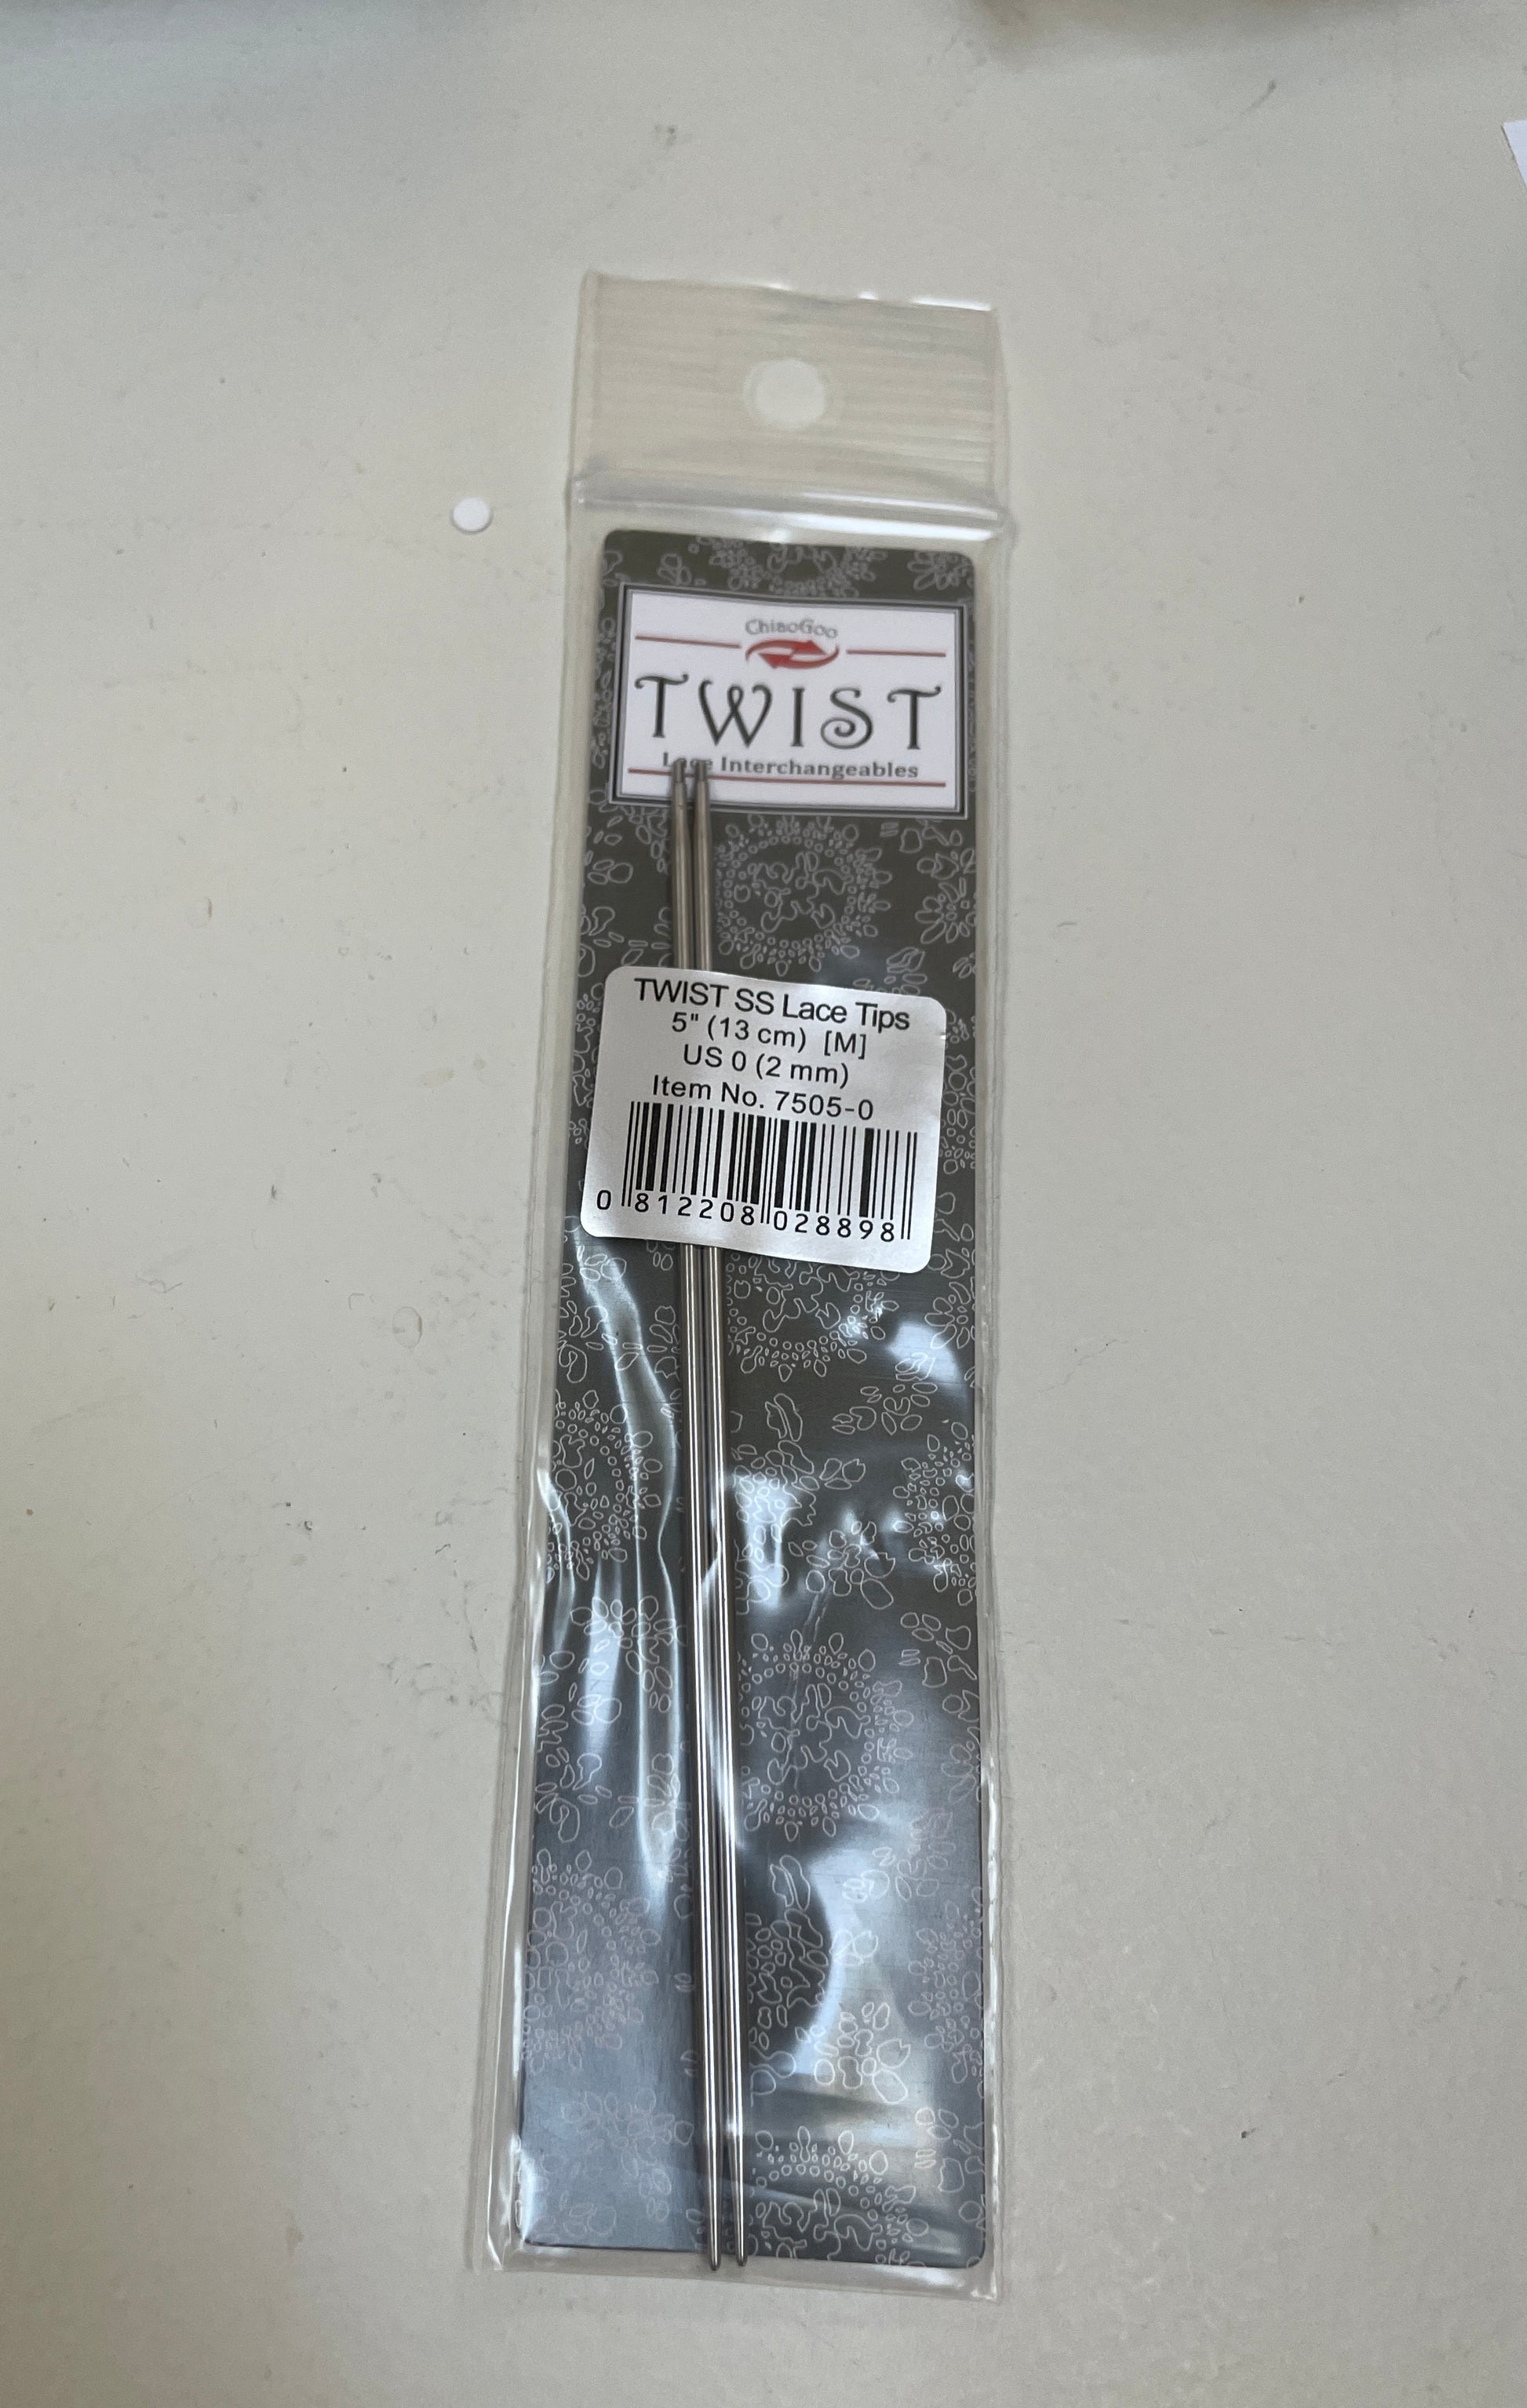 ChiaoGoo
TWIST
Lace Interchangeables
TWIST SS Lace Tips
5" (13 cm) [M]
US 0 (2 mm)
Item No. 7505-0
0 812208 028898